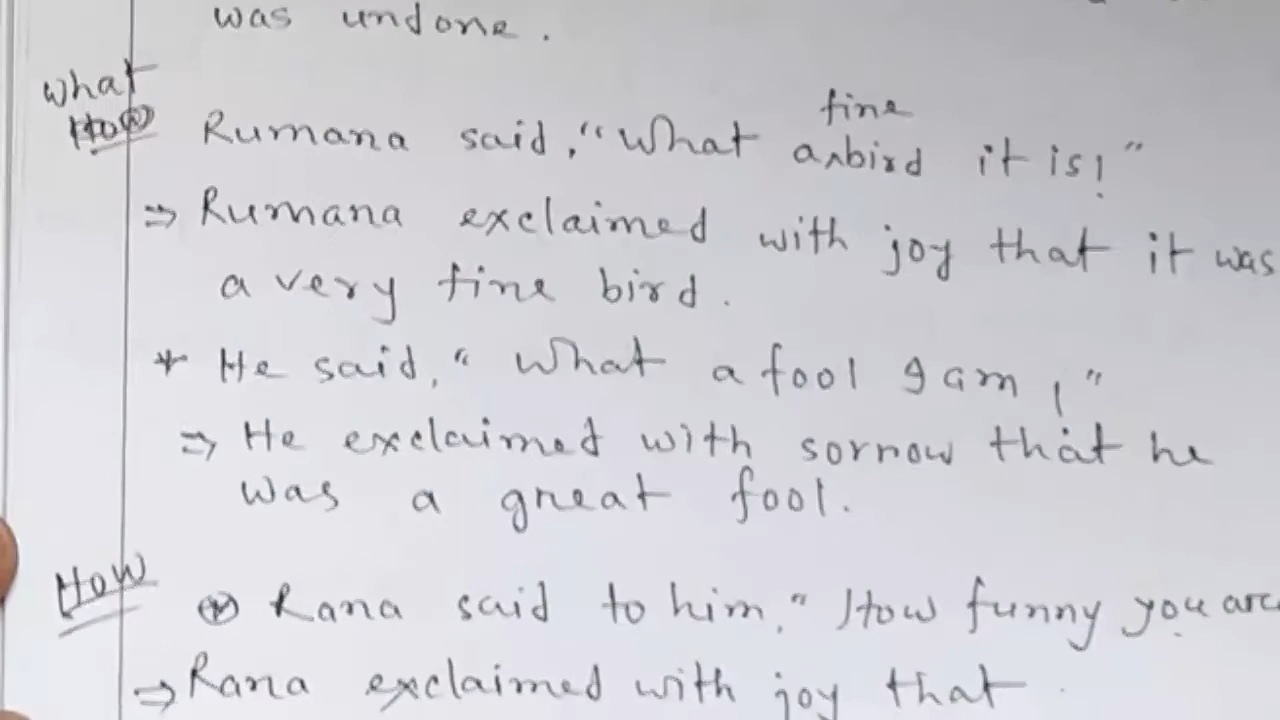 was undone.
What
How
fine
Rumana said, "What a^bird it is!"
⇒ Rumana exclaimed with joy that it was
a very fine bird.
* He said, "What a fool I am!"
⇒ He exclaimed with sorrow that he
was a great fool.
How
Rana said to him, "How funny you are
⇒ Rana exclaimed with joy that